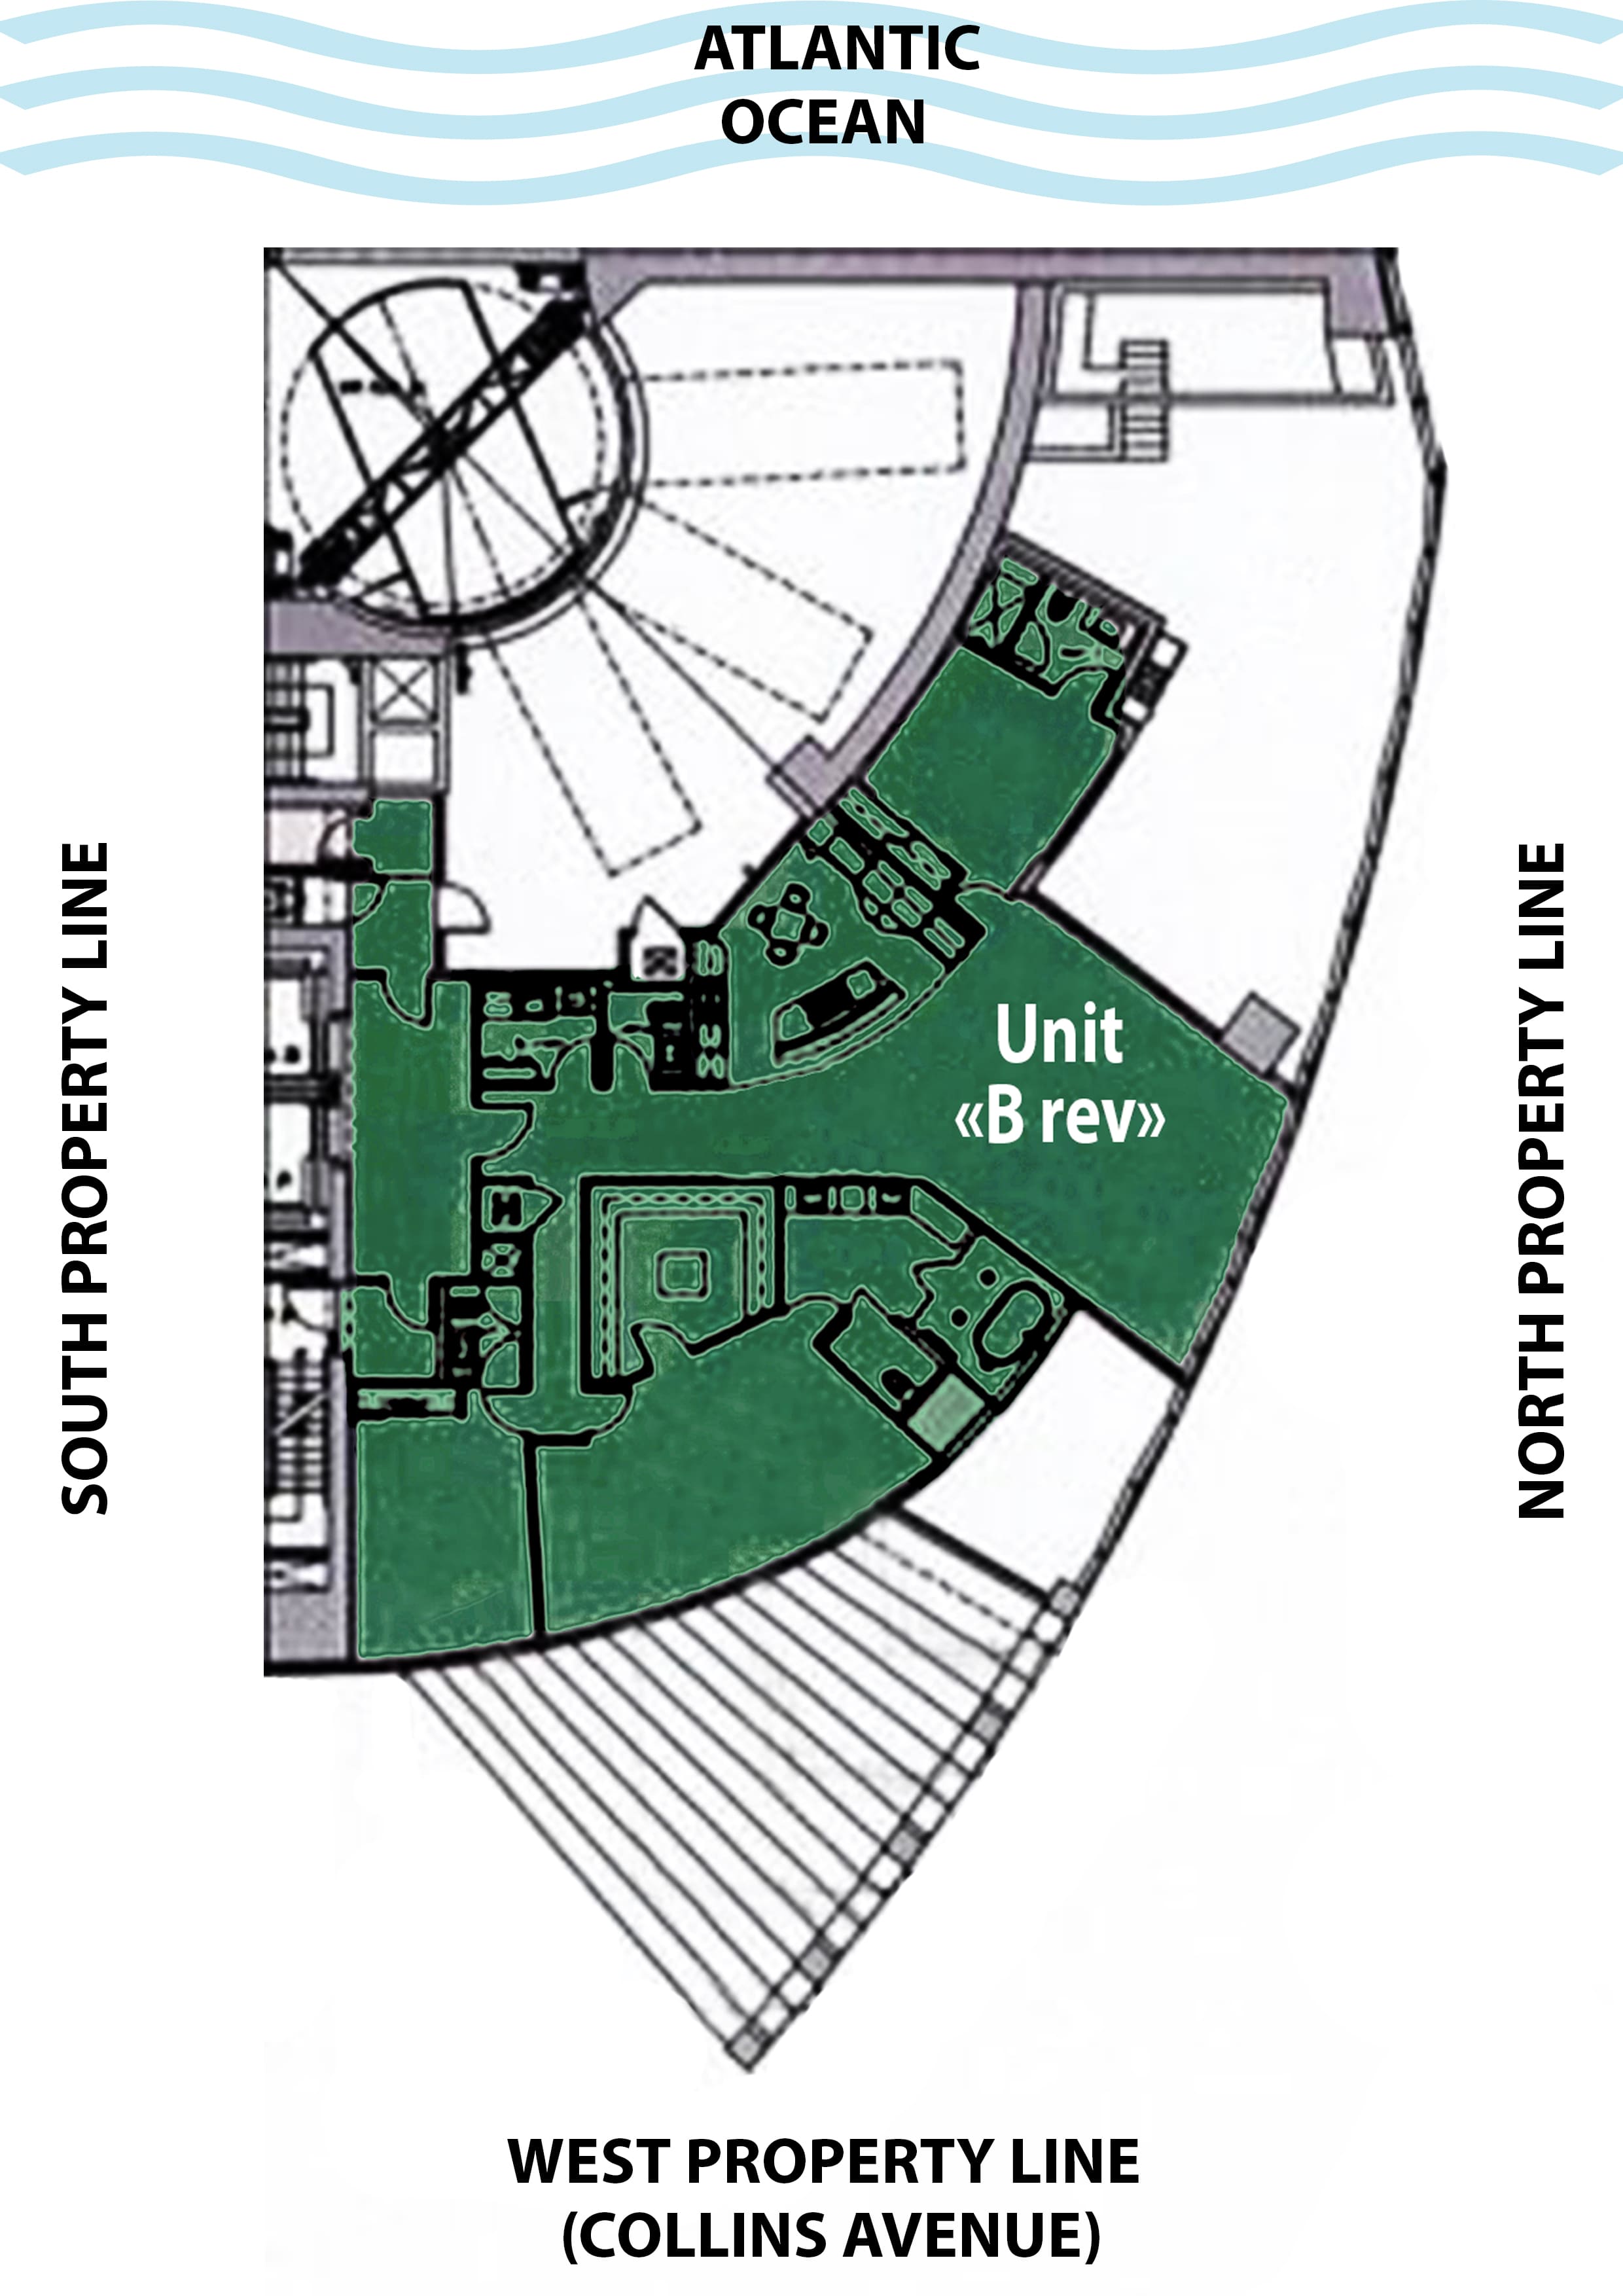 ATLANTIC
OCEAN
SOUTH PROPERTY LINE
Unit
«B rev»
NORTH PROPERTY LINE
WEST PROPERTY LINE
(COLLINS AVENUE)